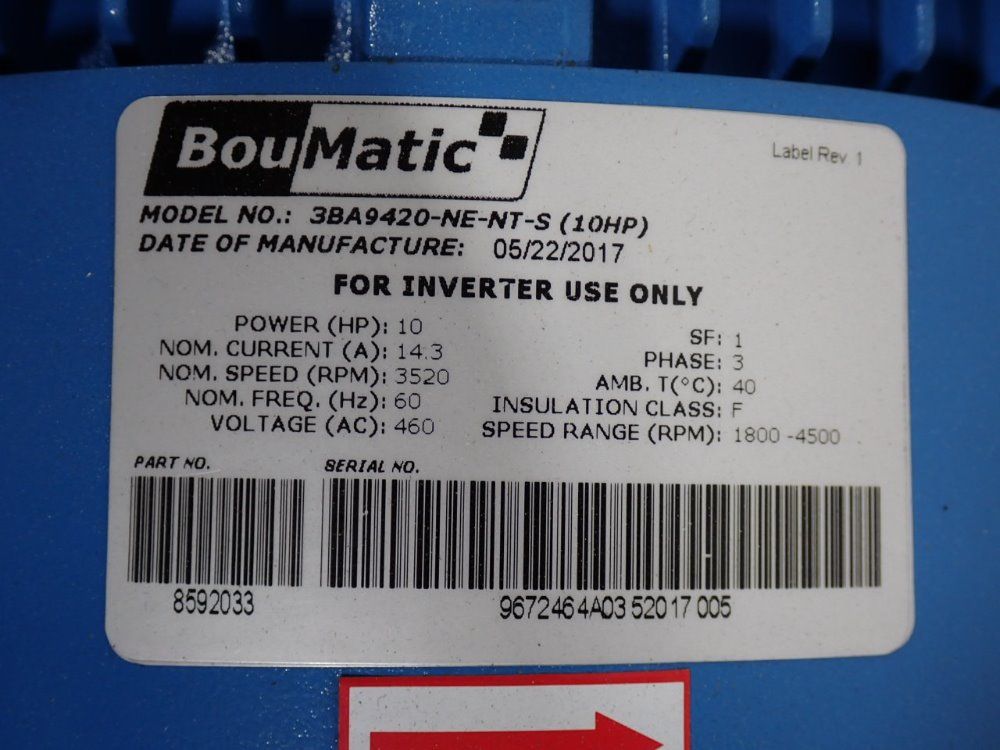 BouMatic
Label Rev. 1
MODEL NO.: 3BA9420-NE-NT-S (10HP)
DATE OF MANUFACTURE: 05/22/2017
FOR INVERTER USE ONLY
POWER (HP): 10
NOM. CURRENT (A): 14.3
NOM. SPEED (RPM): 3520
NOM. FREQ. (Hz): 60
VOLTAGE (AC): 460
SF: 1
PHASE: 3
AMB. T(°C): 40
INSULATION CLASS: F
SPEED RANGE (RPM): 1800 -4500
PART NO.
8592033
SERIAL NO.
9672464A03 52017 005